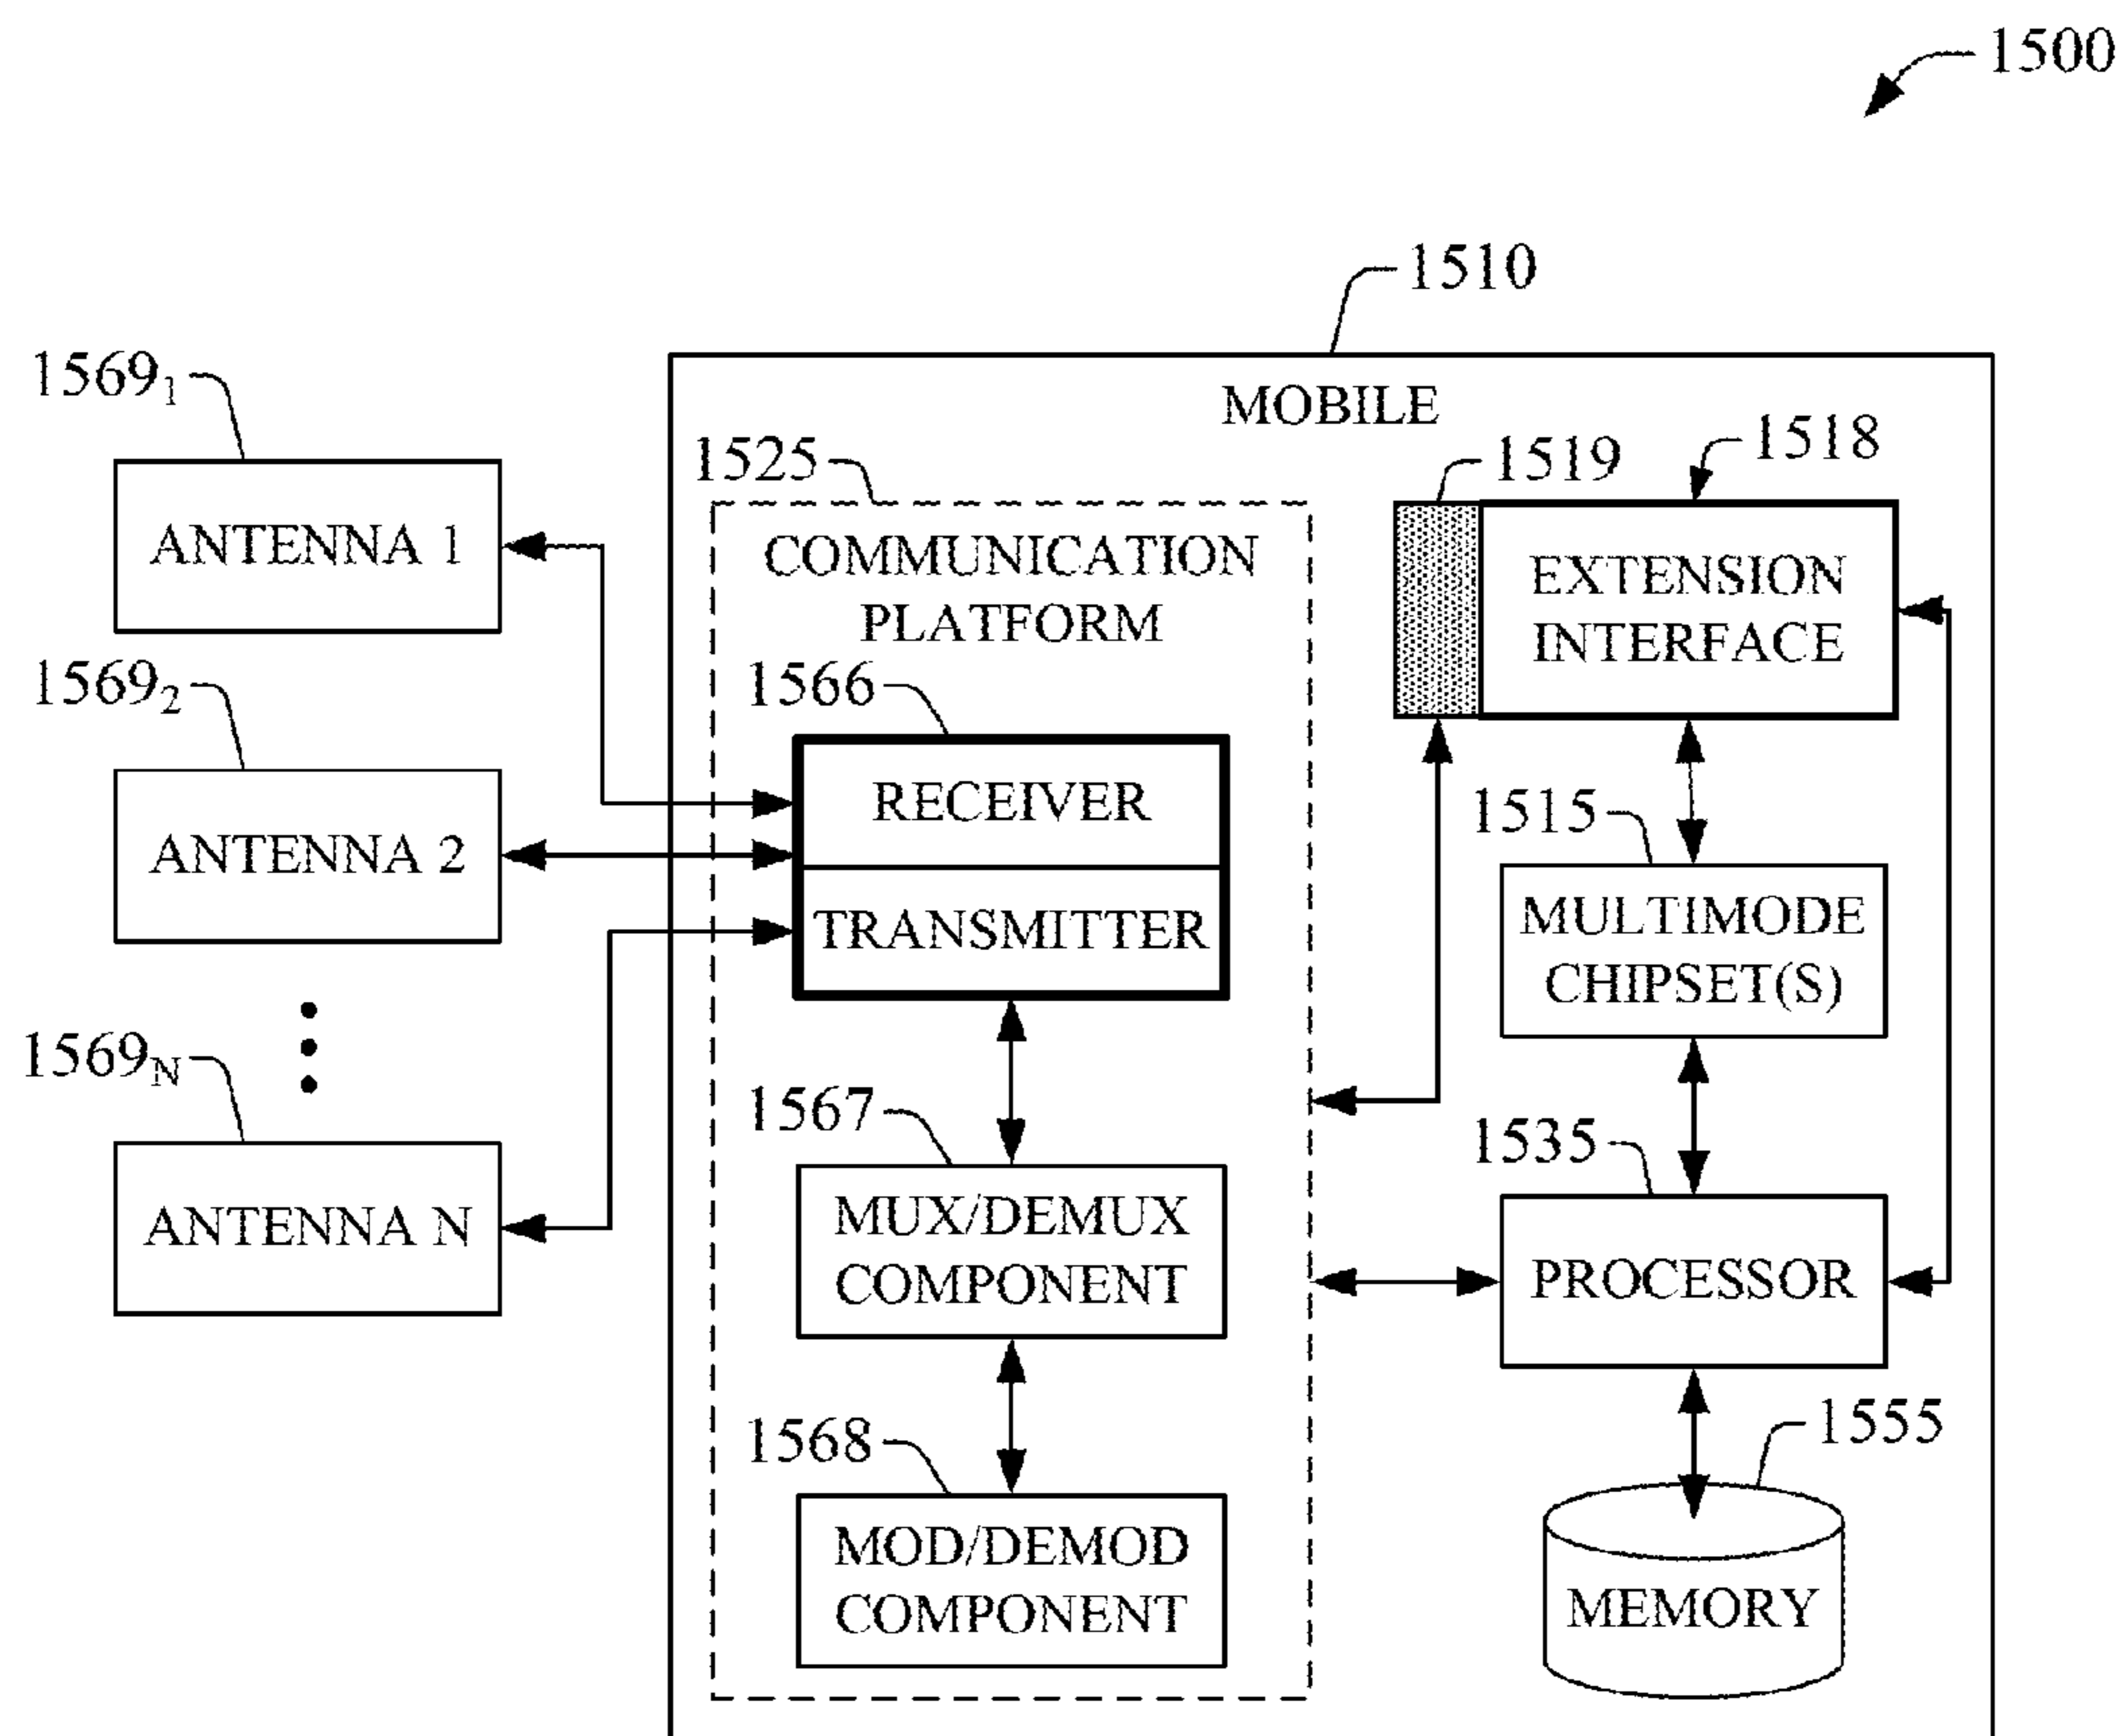 1500
1510
MOBILE
1569₁
ANTENNA 1
1569₂
ANTENNA 2
1569N
ANTENNA N
1525
COMMUNICATION
PLATFORM
1566
RECEIVER
TRANSMITTER
1567
MUX/DEMUX
COMPONENT
1568
MOD/DEMOD
COMPONENT
1519
1518
EXTENSION
INTERFACE
1515
MULTIMODE
CHIPSET(S)
1535
PROCESSOR
1555
MEMORY